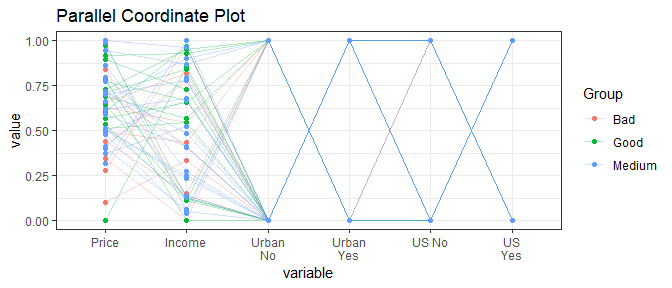 Parallel Coordinate Plot
1.00
0.75
0.50
0.25
0.00
value
Price
Income
Urban
No
Urban
Yes
US No
US
Yes
variable
Group
Bad
Good
Medium